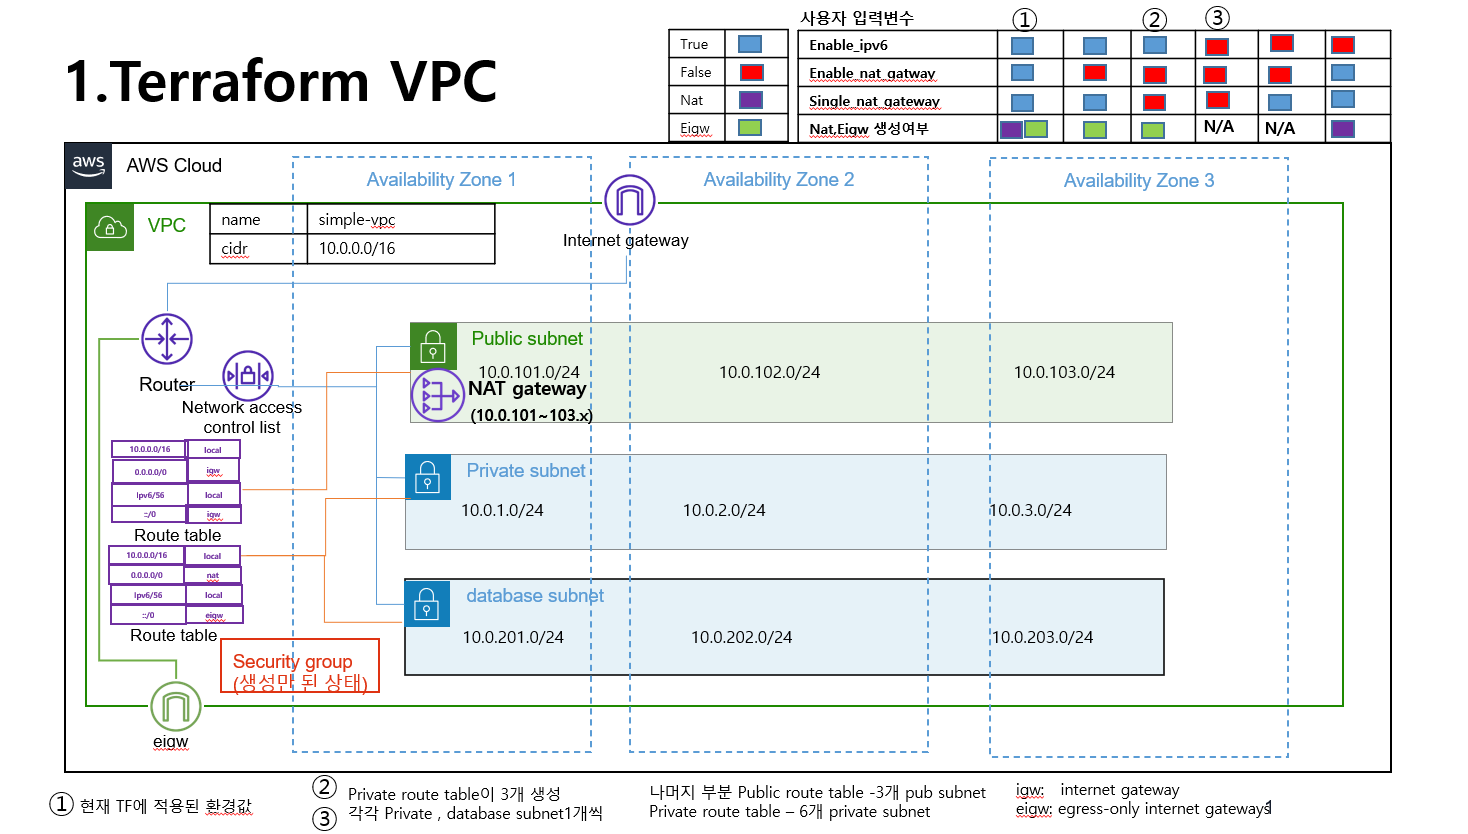 1.Terraform VPC
True
False
Nat
Eigw
사용자 입력변수
① ② ③
Enable_ipv6
Enable_nat_gatway
Single_nat_gateway
Nat,Eigw 생성여부
N/A
N/A
aws
AWS Cloud
Availability Zone 1
Availability Zone 2
Availability Zone 3
VPC
name simple-vpc
cidr 10.0.0.0/16
Internet gateway
Router
Network access
control list
Public subnet
10.0.101.0/24 10.0.102.0/24 10.0.103.0/24
NAT gateway
(10.0.101~103.x)
10.0.0.0/16 local
0.0.0.0/0 igw
Ipv6/56 local
::/0 igw
Route table
Private subnet
10.0.1.0/24 10.0.2.0/24 10.0.3.0/24
10.0.0.0/16 local
0.0.0.0/0 nat
Ipv6/56 local
::/0 eigw
Route table
database subnet
10.0.201.0/24 10.0.202.0/24 10.0.203.0/24
Security group
(생성만 된 상태)
eigw
① 현재 TF에 적용된 환경값
② Private route table이 3개 생성
③ 각각 Private , database subnet1개씩
나머지 부분 Public route table -3개 pub subnet
Private route table – 6개 private subnet
igw: internet gateway
eigw: egress-only internet gateways
1